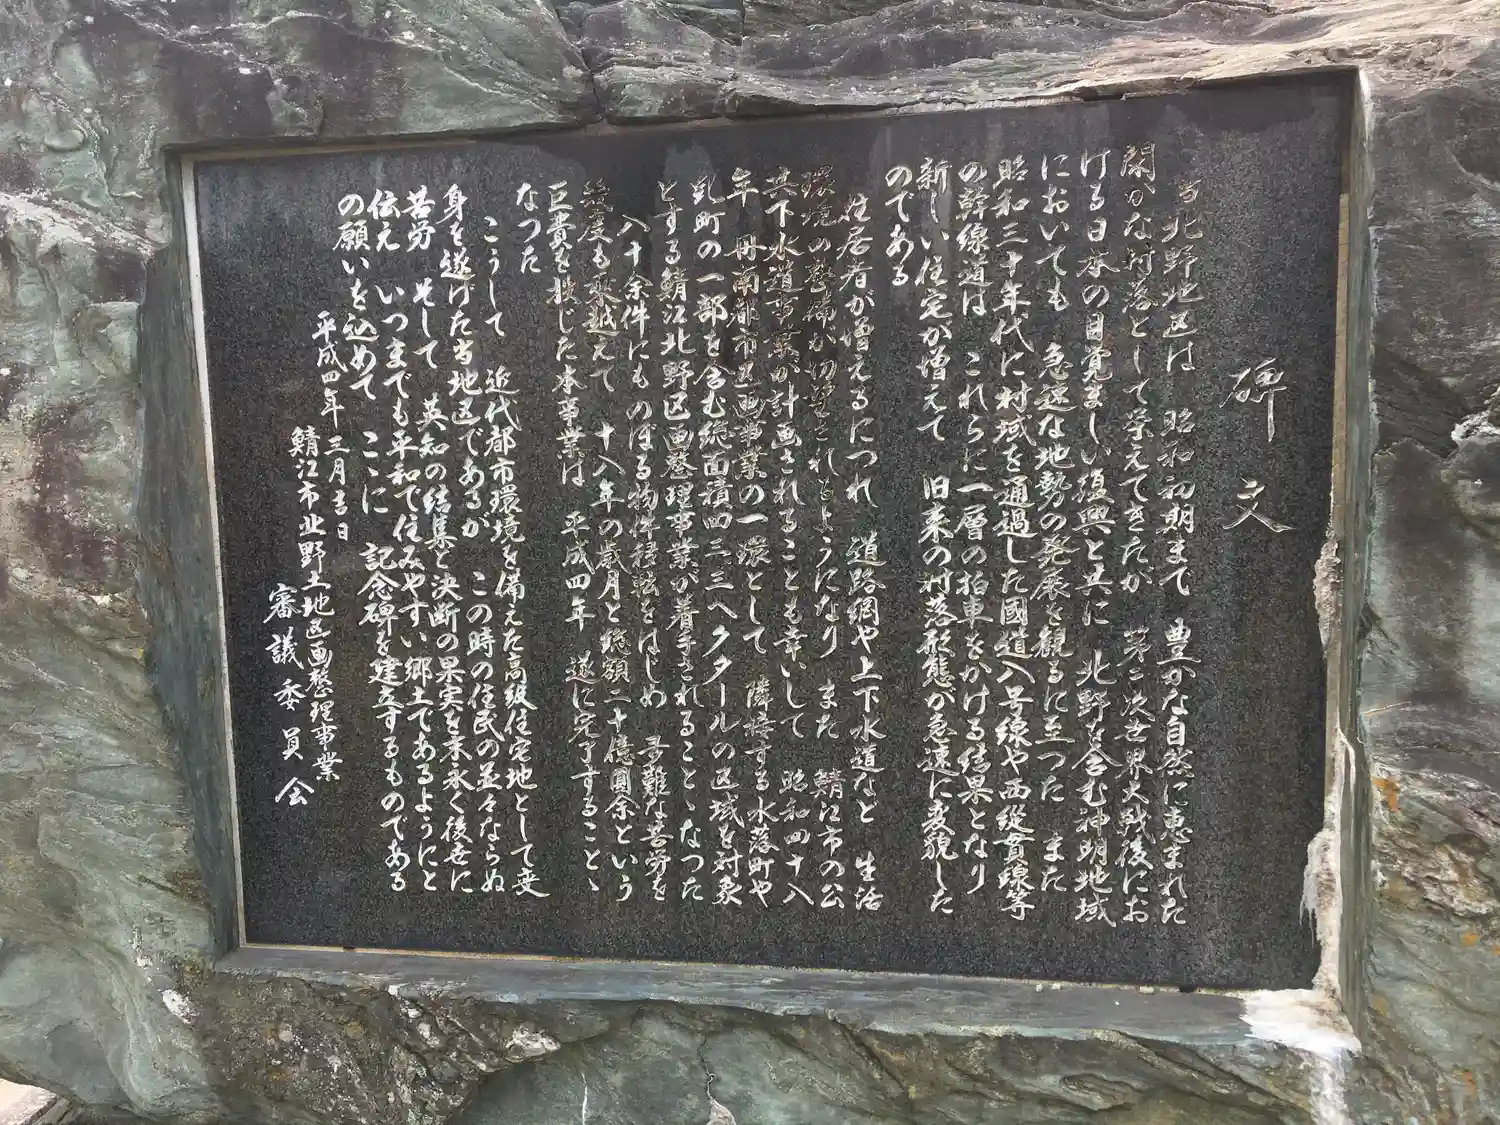 碑文
当北野地区は 昭和初期まで 豊かな自然に恵まれた
閑かな村落として栄えてきたが 第二次世界大戦後にお
ける日本の目覚ましい復興と共に 北野を含む神明地域
においても 急速な地勢の発展を観るに至つた また
昭和三十年代に村域を通過した國道八号線や西縦貫線等
の幹線道は これらに一層の拍車をかける結果となり
新しい住宅が増えて 旧来の村落形態が急速に変貌した
のである
住居者が増えるにつれ 道路網や上下水道など 生活
環境の整備が切望されるようになり また 鯖江市の公
共下水道事業が計画されることも幸いして 昭和四十八
年 丹南都市計画事業の一環として 隣接する水落町や
乩町の一部を含む総面積四三・三ヘクタールの区域を対象
とする鯖江北野区画整理事業が着手されることゝなつた
八十余件にものぼる物件移転をはじめ 多難な苦労を
幾度も乗越えて 十八年の歳月と総額二十億圓余という
巨費を投じた本事業は 平成四年 遂に完了することゝ
なつた
こうして 近代都市環境を備えた高級住宅地として変
身を遂げた当地区であるが この時の住民の並々ならぬ
苦労 そして 英知の結集と決断の果実を末永く後世に
伝え いつまでも平和で住みやすい郷土であるようにと
の願いを込めて こゝに 記念碑を建立するものである
平成四年三月吉日
鯖江市北野土地区画整理事業
審議委員会